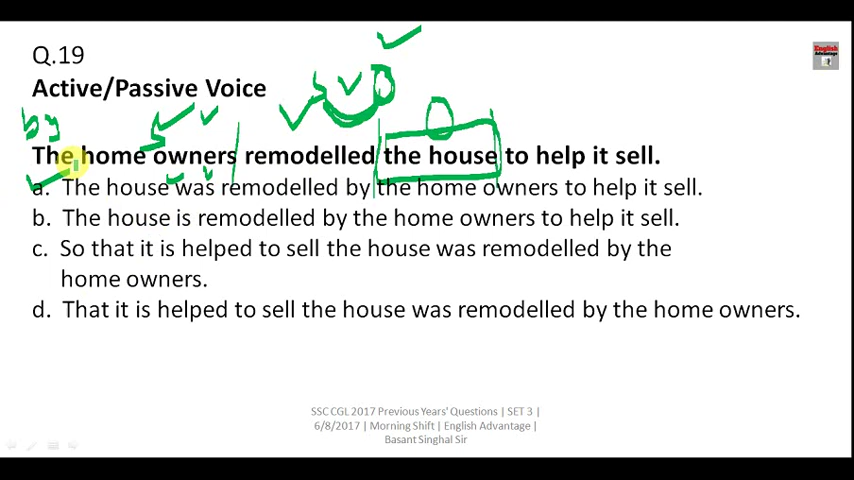 Q.19
English
Advantage
Active/Passive Voice
S V O
by
S
O
The home owners remodelled the house to help it sell.
a. The house was remodelled by the home owners to help it sell.
b. The house is remodelled by the home owners to help it sell.
c. So that it is helped to sell the house was remodelled by the
home owners.
d. That it is helped to sell the house was remodelled by the home owners.
SSC CGL 2017 Previous Years' Questions | SET 3 |
6/8/2017 | Morning Shift | English Advantage |
Basant Singhal Sir